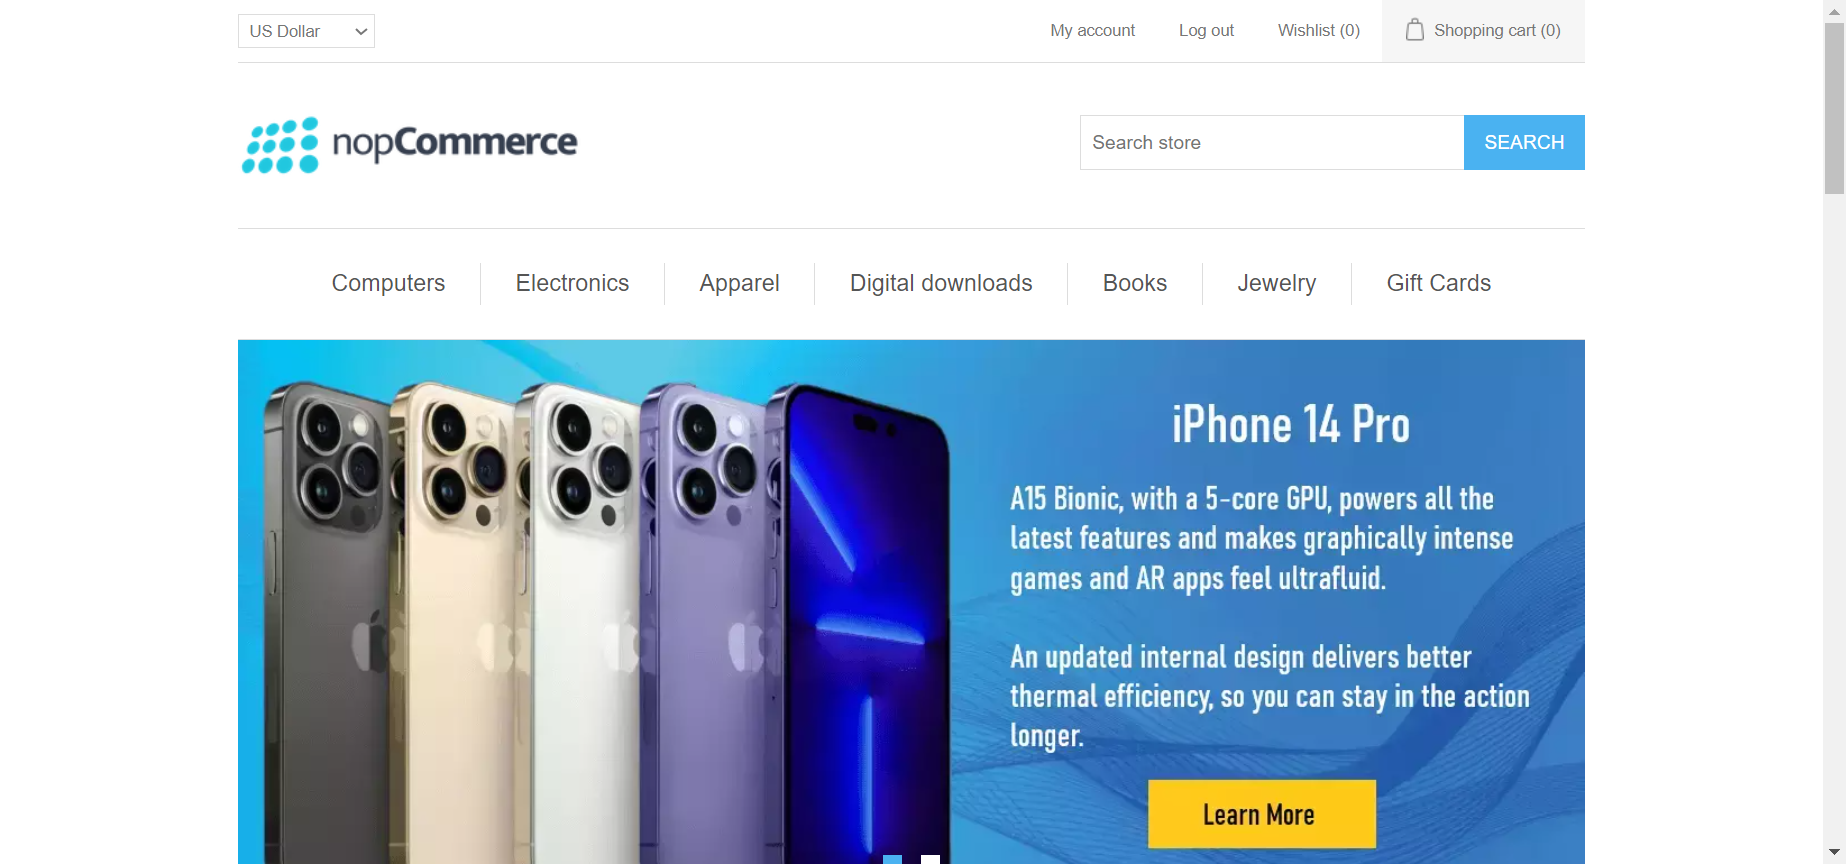 US Dollar
My account
Log out
Wishlist (0)
Shopping cart (0)
nopCommerce
Search store
SEARCH
Computers
Electronics
Apparel
Digital downloads
Books
Jewelry
Gift Cards
iPhone 14 Pro
A15 Bionic, with a 5-core GPU, powers all the
latest features and makes graphically intense
games and AR apps feel ultrafluid.
An updated internal design delivers better
thermal efficiency, so you can stay in the action
longer.
Learn More